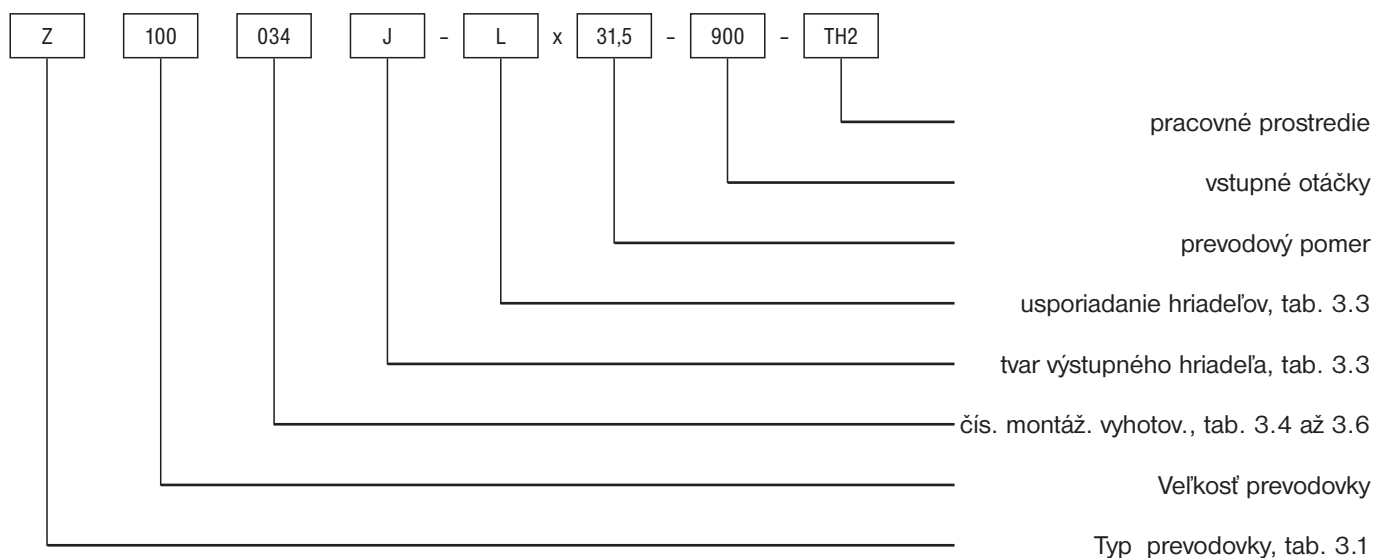 Z 100 034 J – L x 31,5 – 900 – TH2
pracovné prostredie
vstupné otáčky
prevodový pomer
usporiadanie hriadeľov, tab. 3.3
tvar výstupného hriadeľa, tab. 3.3
čís. montáž. vyhotov., tab. 3.4 až 3.6
Veľkosť prevodovky
Typ prevodovky, tab. 3.1